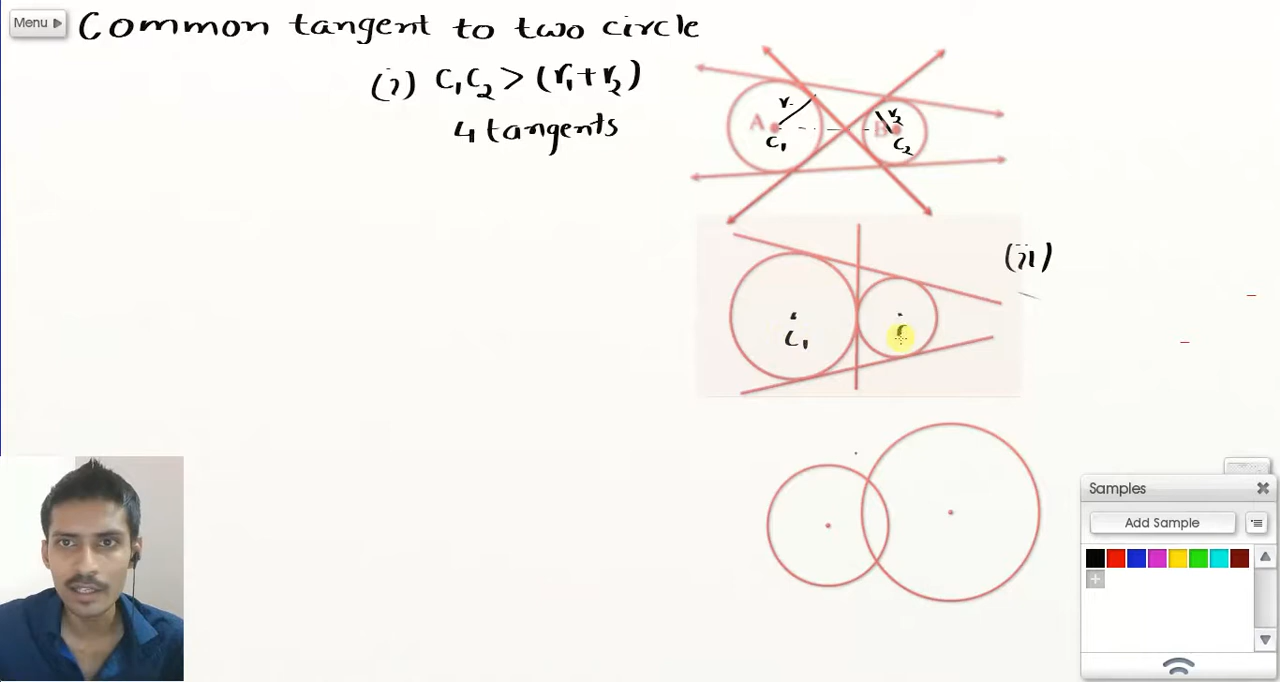 Menu
Common tangent to two circle
(i) C₁C₂ > (r₁+r₂)
4 tangents
A
C₁
r
B
r₂
C₂
(ii)
C₁
C
Samples
Add Sample